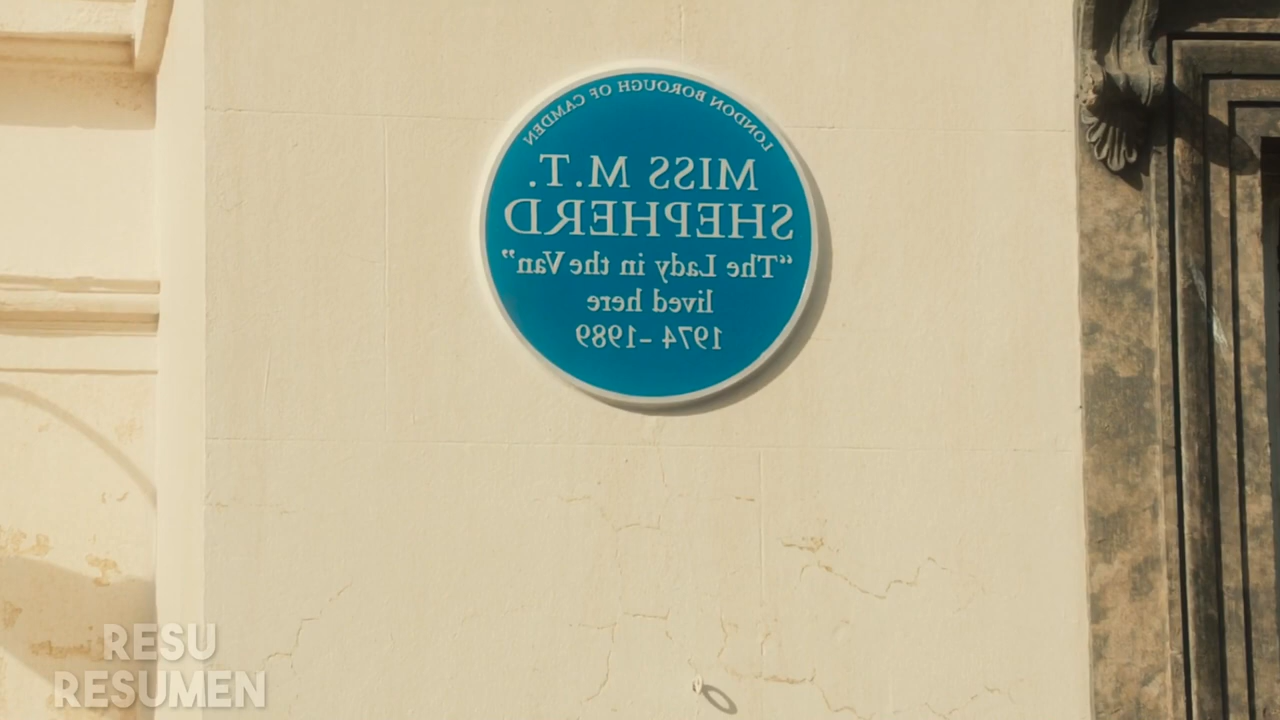 LONDON BOROUGH OF CAMDEN
MISS M.T.
SHEPHERD
“The Lady in the Van”
lived here
1974 – 1989
RESU
RESUMEN